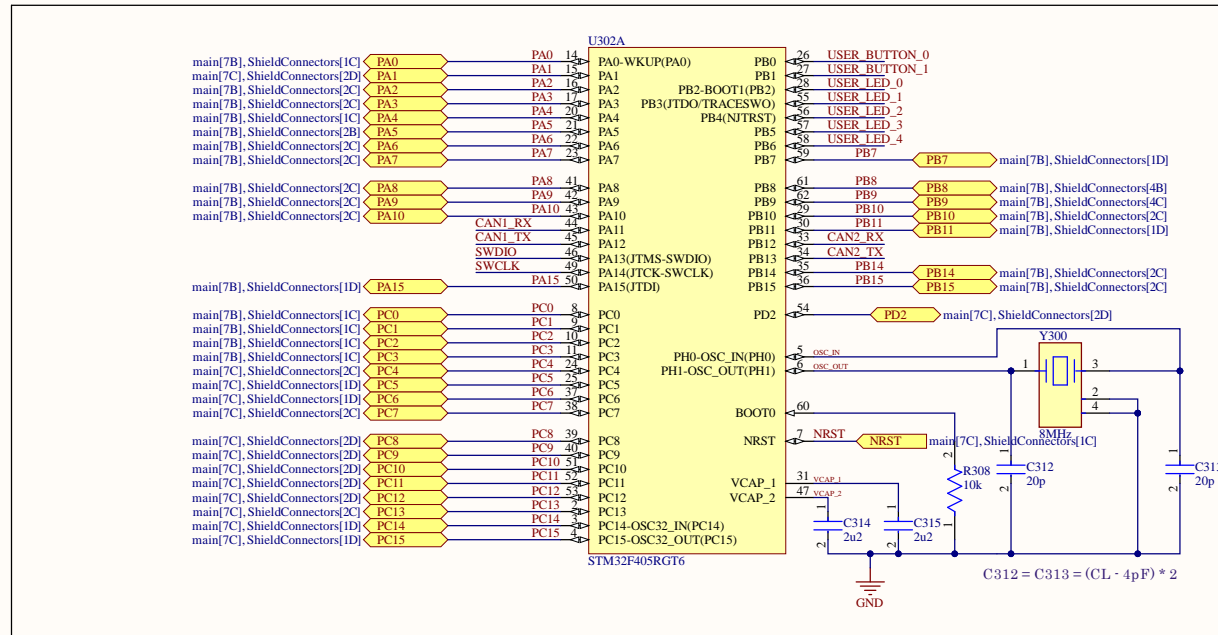 U302A
main[7B], ShieldConnectors[1C] PA0 PA0 14 PA0-WKUP(PA0) PB0 26 USER_BUTTON_0
main[7C], ShieldConnectors[2D] PA1 PA1 15 PA1 PB1 27 USER_BUTTON_1
main[7B], ShieldConnectors[2C] PA2 PA2 16 PA2 PB2-BOOT1(PB2) 28 USER_LED_0
main[7B], ShieldConnectors[2C] PA3 PA3 17 PA3 PB3(JTDO/TRACESWO) 55 USER_LED_1
main[7B], ShieldConnectors[1C] PA4 PA4 20 PA4 PB4(NJTRST) 56 USER_LED_2
main[7B], ShieldConnectors[2B] PA5 PA5 21 PA5 PB5 57 USER_LED_3
main[7B], ShieldConnectors[2C] PA6 PA6 22 PA6 PB6 58 USER_LED_4
main[7B], ShieldConnectors[2C] PA7 PA7 23 PA7 PB7 59 PB7 PB7 main[7B], ShieldConnectors[1D]
main[7B], ShieldConnectors[2C] PA8 PA8 41 PA8 PB8 61 PB8 PB8 main[7B], ShieldConnectors[4B]
main[7B], ShieldConnectors[2C] PA9 PA9 42 PA9 PB9 62 PB9 PB9 main[7B], ShieldConnectors[4C]
main[7B], ShieldConnectors[2C] PA10 PA10 43 PA10 PB10 29 PB10 PB10 main[7B], ShieldConnectors[2C]
CAN1_RX 44 PA11 PB11 30 PB11 PB11 main[7B], ShieldConnectors[1D]
CAN1_TX 45 PA12 PB12 33 CAN2_RX
SWDIO 46 PA13(JTMS-SWDIO) PB13 34 CAN2_TX
SWCLK 49 PA14(JTCK-SWCLK) PB14 35 PB14 PB14 main[7B], ShieldConnectors[2C]
main[7B], ShieldConnectors[1D] PA15 PA15 50 PA15(JTDI) PB15 36 PB15 PB15 main[7B], ShieldConnectors[2C]
main[7B], ShieldConnectors[1C] PC0 PC0 8 PC0 PD2 54 PD2 main[7C], ShieldConnectors[2D]
main[7B], ShieldConnectors[1C] PC1 PC1 9 PC1
main[7B], ShieldConnectors[1C] PC2 PC2 10 PC2
main[7B], ShieldConnectors[1C] PC3 PC3 11 PC3 PH0-OSC_IN(PH0) 5 OSC_IN
main[7C], ShieldConnectors[2C] PC4 PC4 24 PC4 PH1-OSC_OUT(PH1) 6 OSC_OUT
main[7C], ShieldConnectors[1D] PC5 PC5 25 PC5
main[7C], ShieldConnectors[1D] PC6 PC6 37 PC6
main[7C], ShieldConnectors[2C] PC7 PC7 38 PC7 BOOT0 60
main[7C], ShieldConnectors[2D] PC8 PC8 39 PC8 NRST 7 NRST NRST main[7C], ShieldConnectors[1C]
main[7C], ShieldConnectors[2D] PC9 PC9 40 PC9
main[7C], ShieldConnectors[2D] PC10 PC10 51 PC10
main[7C], ShieldConnectors[2D] PC11 PC11 52 PC11 VCAP_1 31 VCAP_1
main[7C], ShieldConnectors[2D] PC12 PC12 53 PC12 VCAP_2 47 VCAP_2
main[7C], ShieldConnectors[2C] PC13 PC13 2 PC13
main[7C], ShieldConnectors[1D] PC14 PC14 3 PC14-OSC32_IN(PC14)
main[7C], ShieldConnectors[1D] PC15 PC15 4 PC15-OSC32_OUT(PC15)
STM32F405RGT6
Y300
1 3
2
4
8MHz
2 R308 10k 1
1 C312 20p 2
1 20p 2
1 C314 2u2 2
1 C315 2u2 2
GND
C312 = C313 = (CL - 4pF) * 2